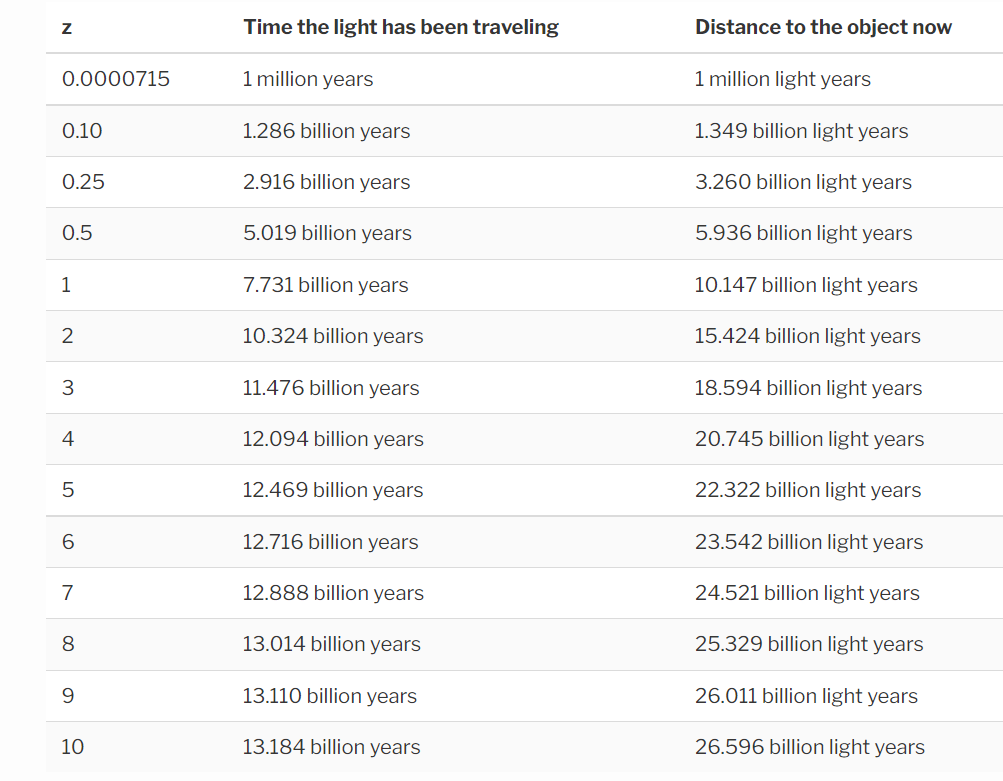 z Time the light has been traveling Distance to the object now
0.0000715 1 million years 1 million light years
0.10 1.286 billion years 1.349 billion light years
0.25 2.916 billion years 3.260 billion light years
0.5 5.019 billion years 5.936 billion light years
1 7.731 billion years 10.147 billion light years
2 10.324 billion years 15.424 billion light years
3 11.476 billion years 18.594 billion light years
4 12.094 billion years 20.745 billion light years
5 12.469 billion years 22.322 billion light years
6 12.716 billion years 23.542 billion light years
7 12.888 billion years 24.521 billion light years
8 13.014 billion years 25.329 billion light years
9 13.110 billion years 26.011 billion light years
10 13.184 billion years 26.596 billion light years